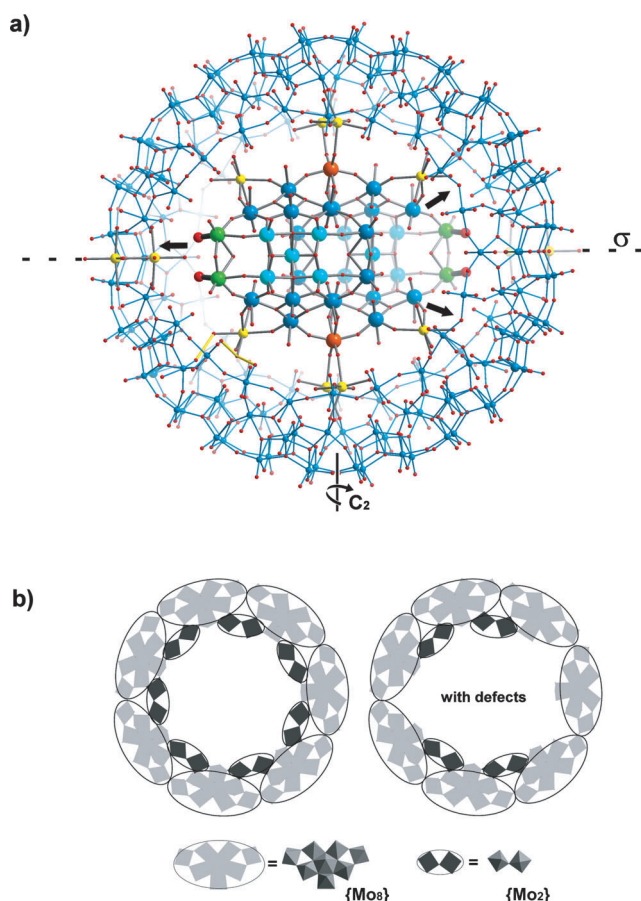 a)
σ
C2
b)
with defects
= {Mo8}
= {Mo2}